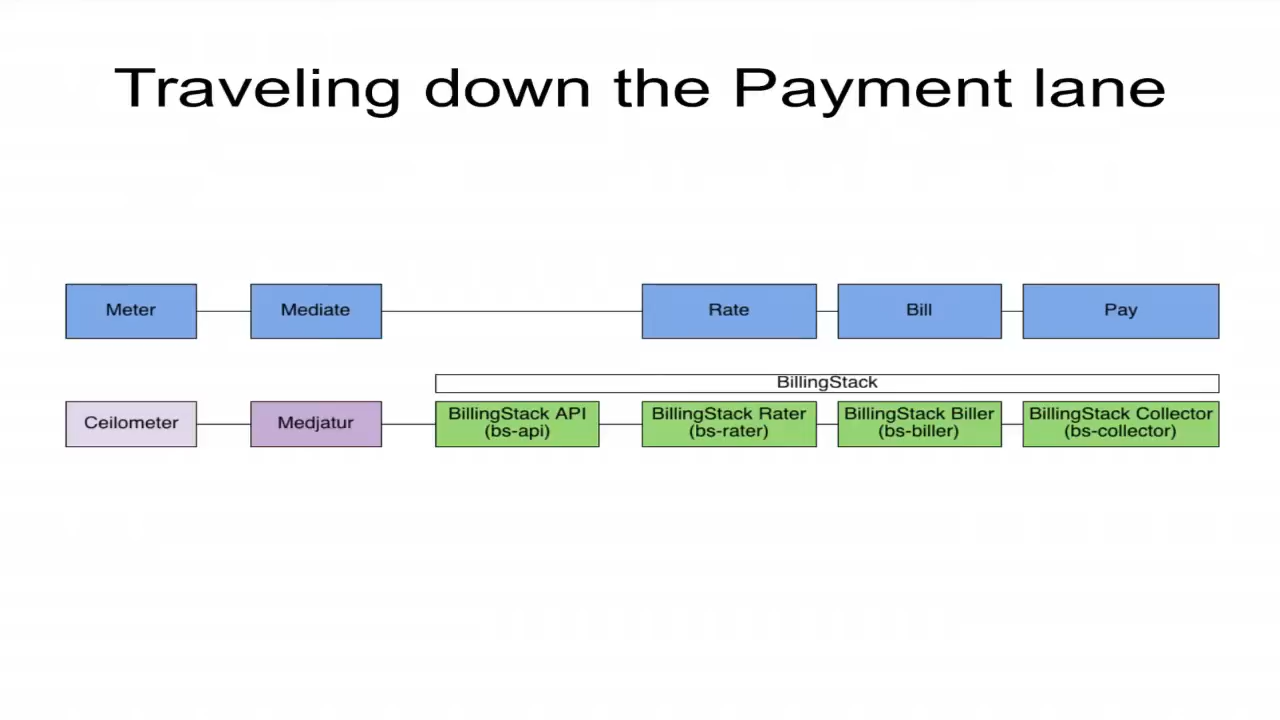 Traveling down the Payment lane
Meter
Mediate
Rate
Bill
Pay
BillingStack
Ceilometer
Medjatur
BillingStack API
(bs-api)
BillingStack Rater
(bs-rater)
BillingStack Biller
(bs-biller)
BillingStack Collector
(bs-collector)